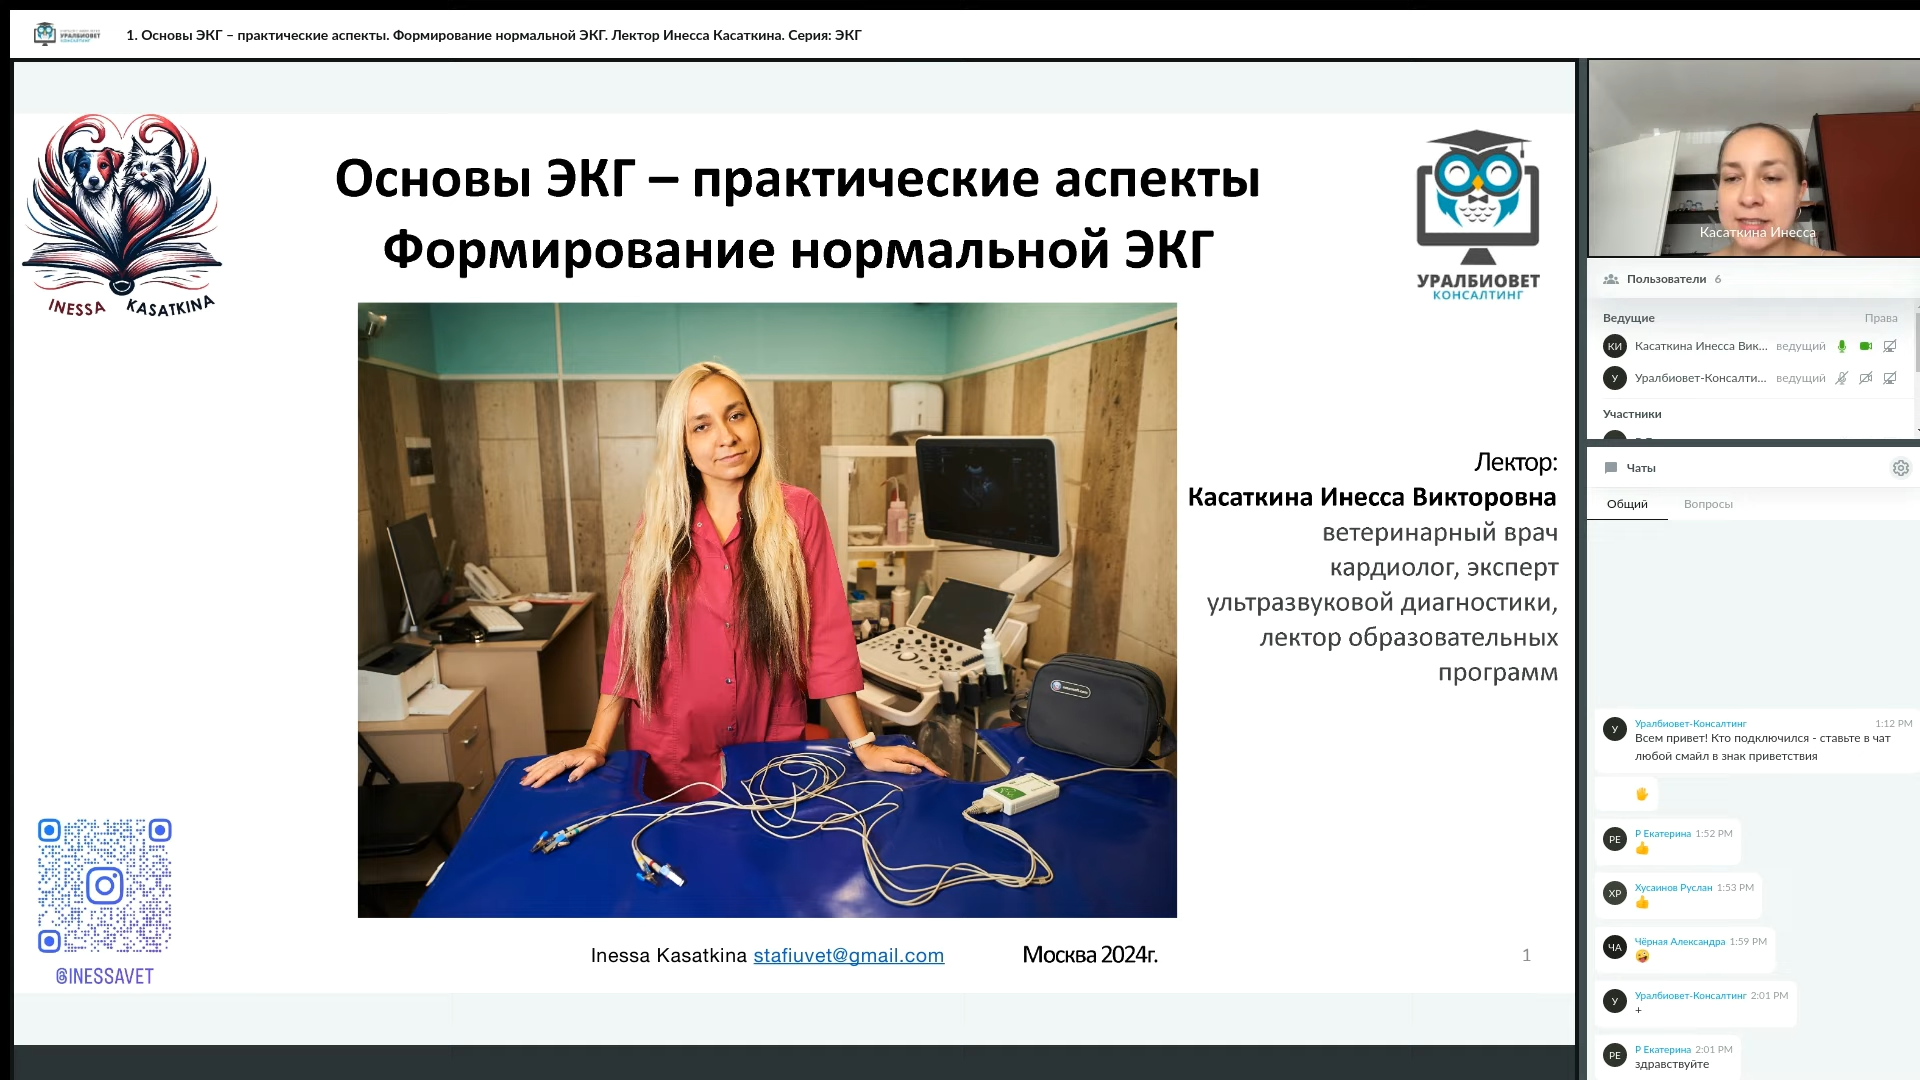 УРАЛБИОВЕТ
КОНСАЛТИНГ
1. Основы ЭКГ – практические аспекты. Формирование нормальной ЭКГ. Лектор Инесса Касаткина. Серия: ЭКГ
Основы ЭКГ – практические аспекты
Формирование нормальной ЭКГ
INESSA KASATKINA
УРАЛБИОВЕТ
КОНСАЛТИНГ
Лектор:
Касаткина Инесса Викторовна
ветеринарный врач
кардиолог, эксперт
ультразвуковой диагностики,
лектор образовательных
программ
@INESSAVET
Inessa Kasatkina stafiuvet@gmail.com
Москва 2024г.
1
Касаткина Инесса
Пользователи 6
Ведущие Права
КИ Касаткина Инесса Вик... ведущий
У Уралбиовет-Консалти... ведущий
Участники
Чаты
Общий Вопросы
У Уралбиовет-Консалтинг 1:12 PM
Всем привет! Кто подключился - ставьте в чат
любой смайл в знак приветствия
🖐
РЕ Р Екатерина 1:52 PM
👍
ХР Хусаинов Руслан 1:53 PM
👍
ЧА Чёрная Александра 1:59 PM
🤪
У Уралбиовет-Консалтинг 2:01 PM
+
РЕ Р Екатерина 2:01 PM
здравствуйте